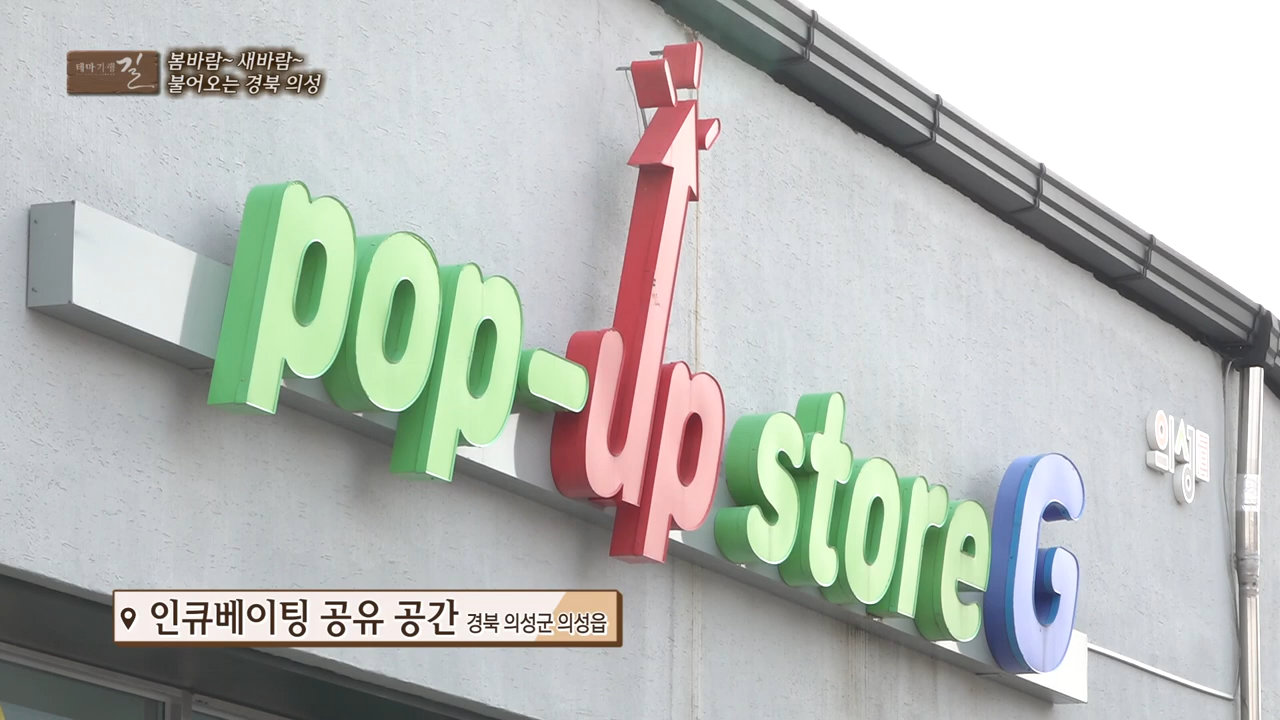 테마기행 길
봄바람~ 새바람~
불어오는 경북 의성
pop-up store G
의성
인큐베이팅 공유 공간 경북 의성군 의성읍